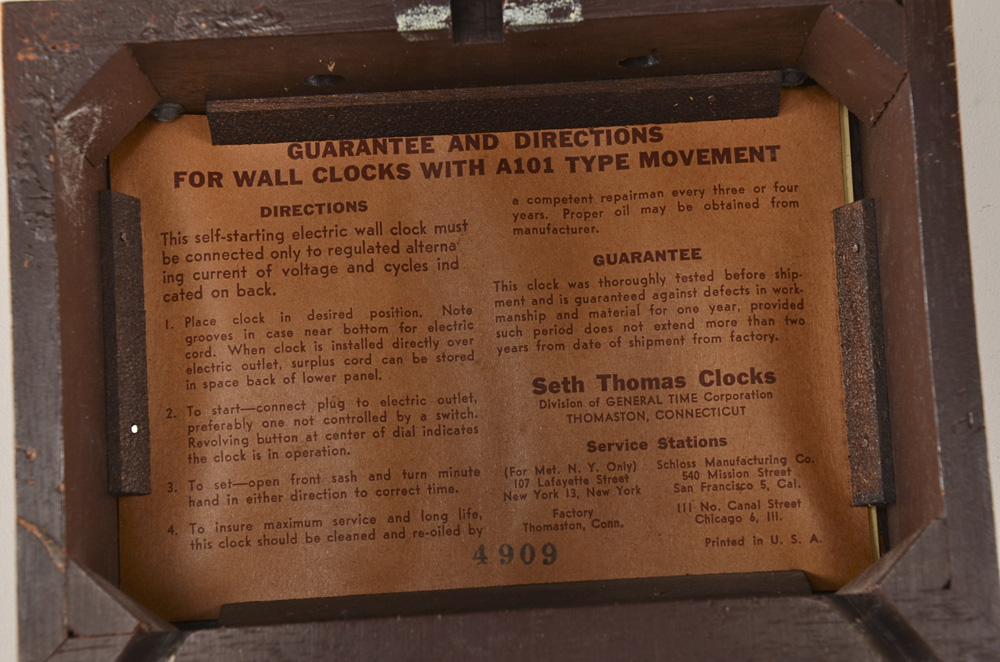 GUARANTEE AND DIRECTIONS
FOR WALL CLOCKS WITH A101 TYPE MOVEMENT
DIRECTIONS
This self-starting electric wall clock must
be connected only to regulated alterna
ing current of voltage and cycles ind
cated on back.
1. Place clock in desired position. Note
grooves in case near bottom for electric
cord. When clock is installed directly over
electric outlet, surplus cord can be stored
in space back of lower panel.
2. To start—connect plug to electric outlet,
preferably one not controlled by a switch.
Revolving button at center of dial indicates
the clock is in operation.
3. To set—open front sash and turn minute
hand in either direction to correct time.
4. To insure maximum service and long life,
this clock should be cleaned and re-oiled by
a competent repairman every three or four
years. Proper oil may be obtained from
manufacturer.
GUARANTEE
This clock was thoroughly tested before ship-
ment and is guaranteed against defects in work-
manship and material for one year, provided
such period does not extend more than two
years from date of shipment from factory.
Seth Thomas Clocks
Division of GENERAL TIME Corporation
THOMASTON, CONNECTICUT
Service Stations
(For Met. N. Y. Only)
107 Lafayette Street
New York 13, New York
Schloss Manufacturing Co.
540 Mission Street
San Francisco 5, Cal.
Factory
Thomaston, Conn.
111 No. Canal Street
Chicago 6, Ill.
Printed in U. S. A.
4909